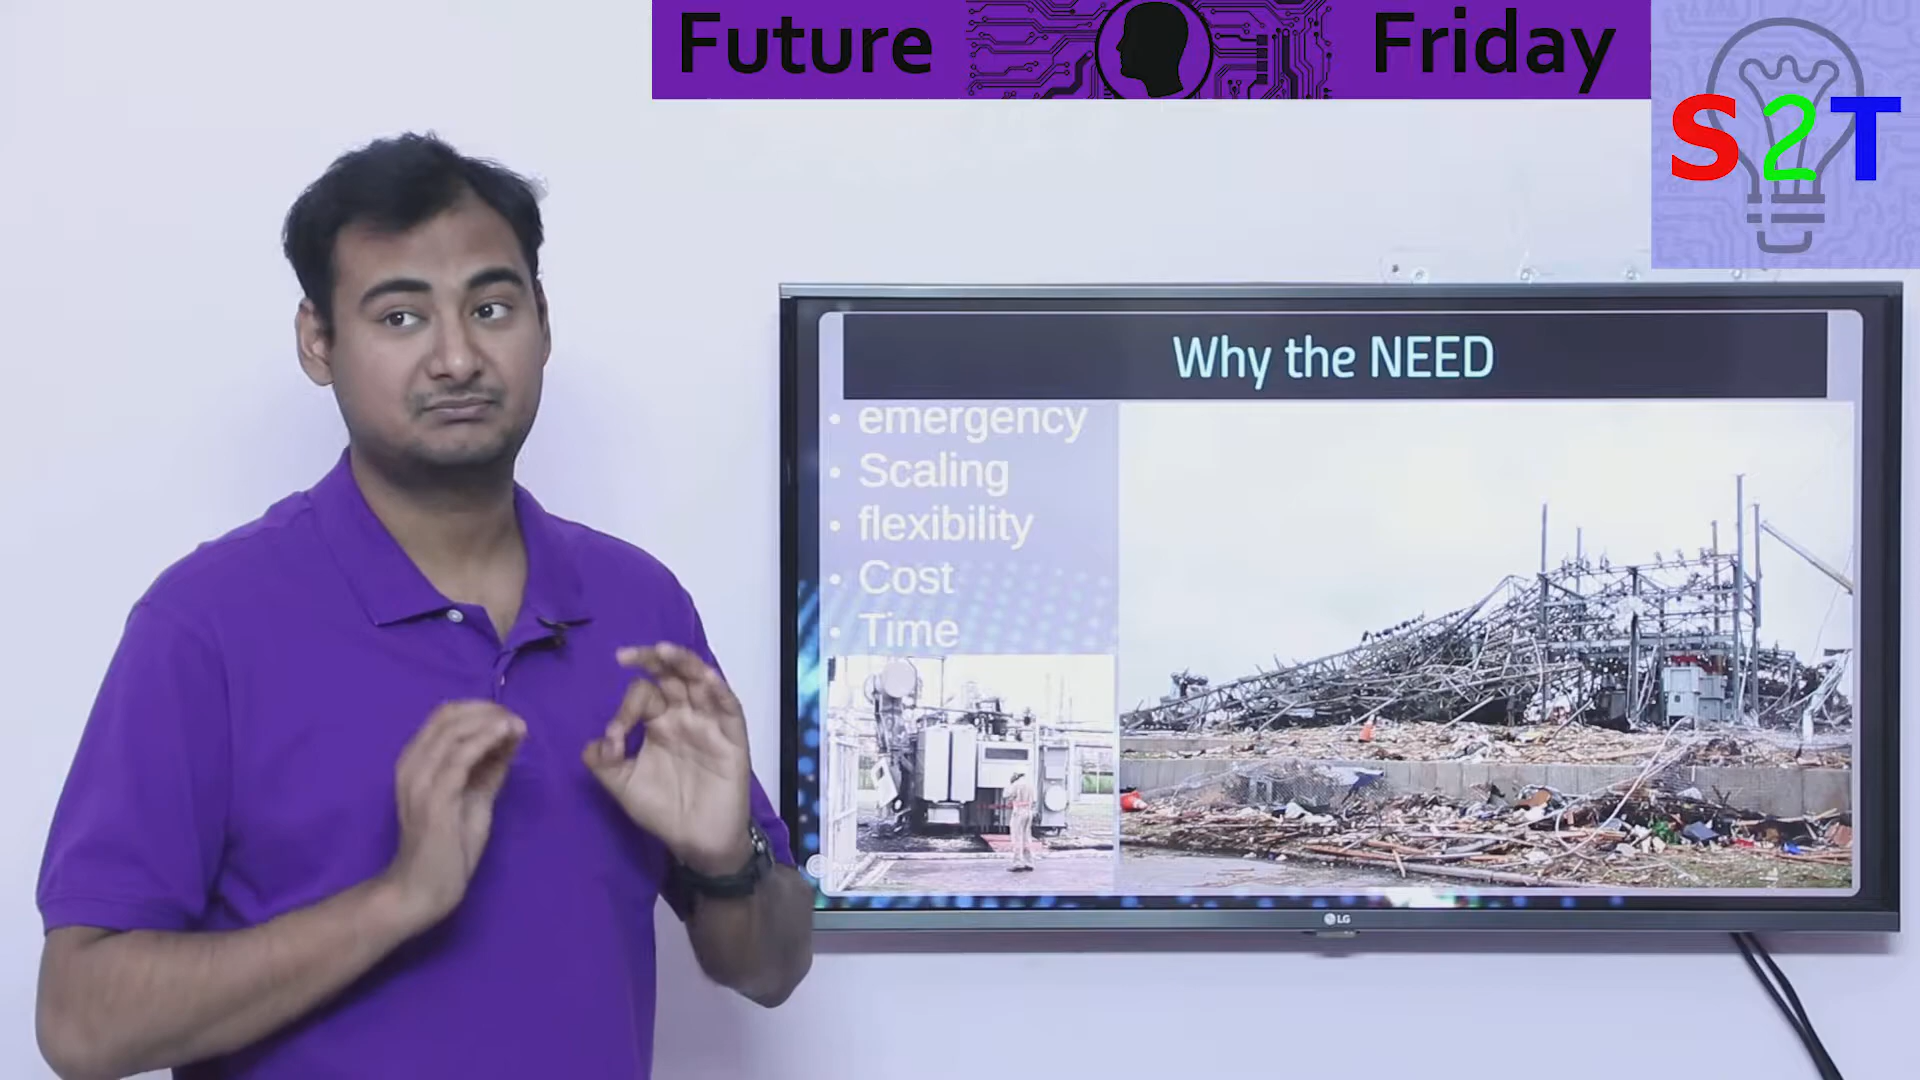 Future Friday
S2T
Why the NEED
• emergency
• Scaling
• flexibility
• Cost
• Time
LG